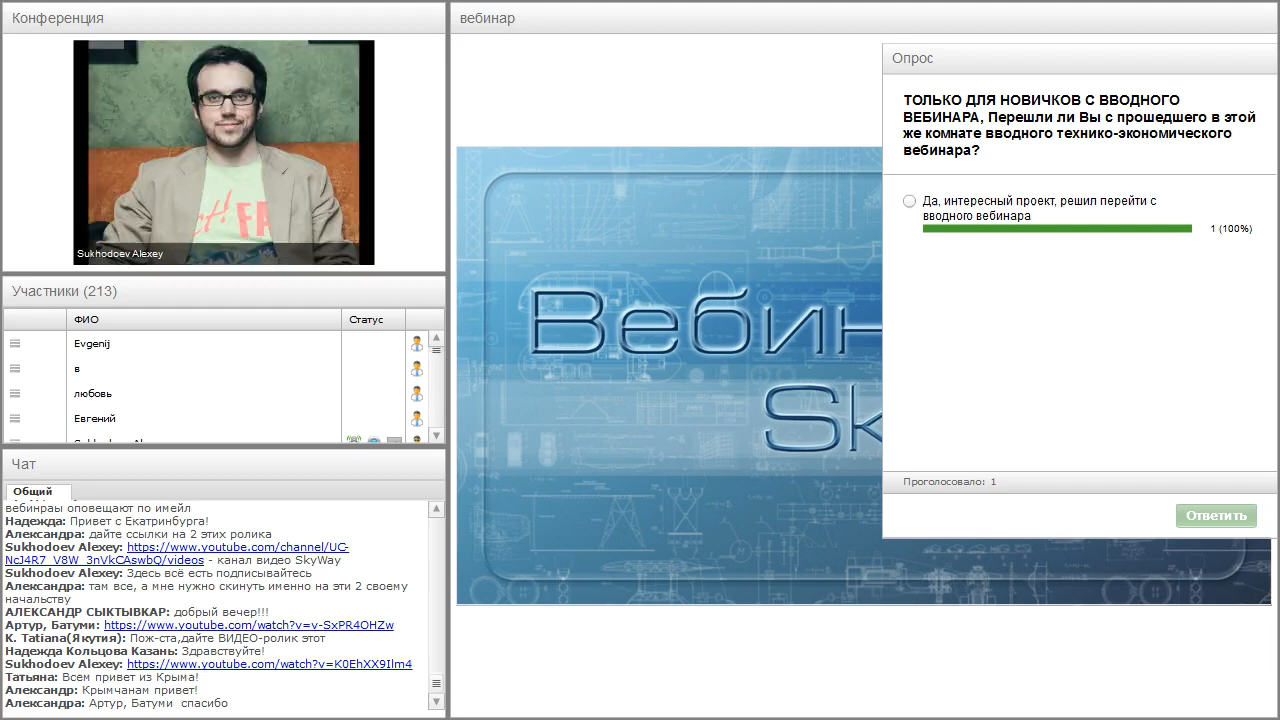 Конференция
Sukhodoev Alexey
Участники (213)
ФИО
Статус
Evgenij
в
любовь
Евгений
Чат
Общий
вебинраы оповещают по имейл
Надежда: Привет с Екатринбурга!
Александра: дайте ссылки на 2 этих ролика
Sukhodoev Alexey: https://www.youtube.com/channel/UC-
NcJ4R7_V8W_3nVkCAswbQ/videos - канал видео SkyWay
Sukhodoev Alexey: Здесь всё есть подписывайтесь
Александра: там все, а мне нужно скинуть именно на эти 2 своему
начальству
АЛЕКСАНДР СЫКТЫВКАР: добрый вечер!!!
Артур, Батуми: https://www.youtube.com/watch?v=v-SxPR4OHZw
K. Tatiana(Якутия): Пож-ста,дайте ВИДЕО-ролик этот
Надежда Кольцова Казань: Здравствуйте!
Sukhodoev Alexey: https://www.youtube.com/watch?v=K0EhXX9Ilm4
Татьяна: Всем привет из Крыма!
Александр: Крымчанам привет!
Александра: Артур, Батуми  спасибо
вебинар
Вебин
Sk
Опрос
ТОЛЬКО ДЛЯ НОВИЧКОВ С ВВОДНОГО
ВЕБИНАРА, Перешли ли Вы с прошедшего в этой
же комнате вводного технико-экономического
вебинара?
Да, интересный проект, решил перейти с
вводного вебинара
1 (100%)
Проголосовало: 1
Ответить